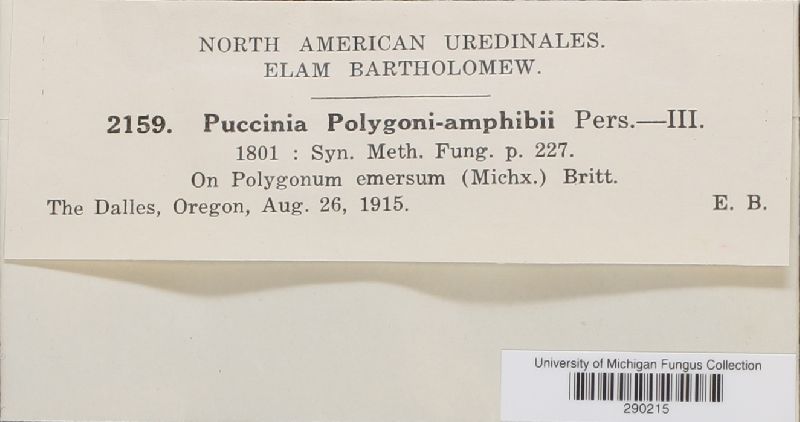 NORTH AMERICAN UREDINALES.
ELAM BARTHOLOMEW.
2159. Puccinia Polygoni-amphibii Pers.—III.
1801 : Syn. Meth. Fung. p. 227.
On Polygonum emersum (Michx.) Britt.
The Dalles, Oregon, Aug. 26, 1915. E. B.
University of Michigan Fungus Collection
290215